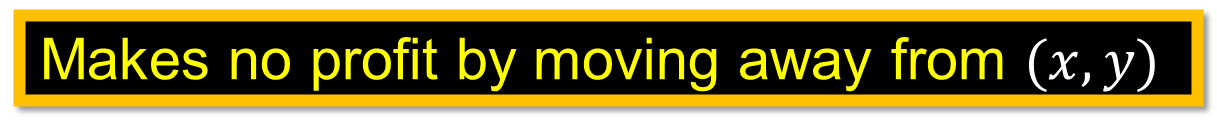 Makes no profit by moving away from (𝑥, 𝑦)